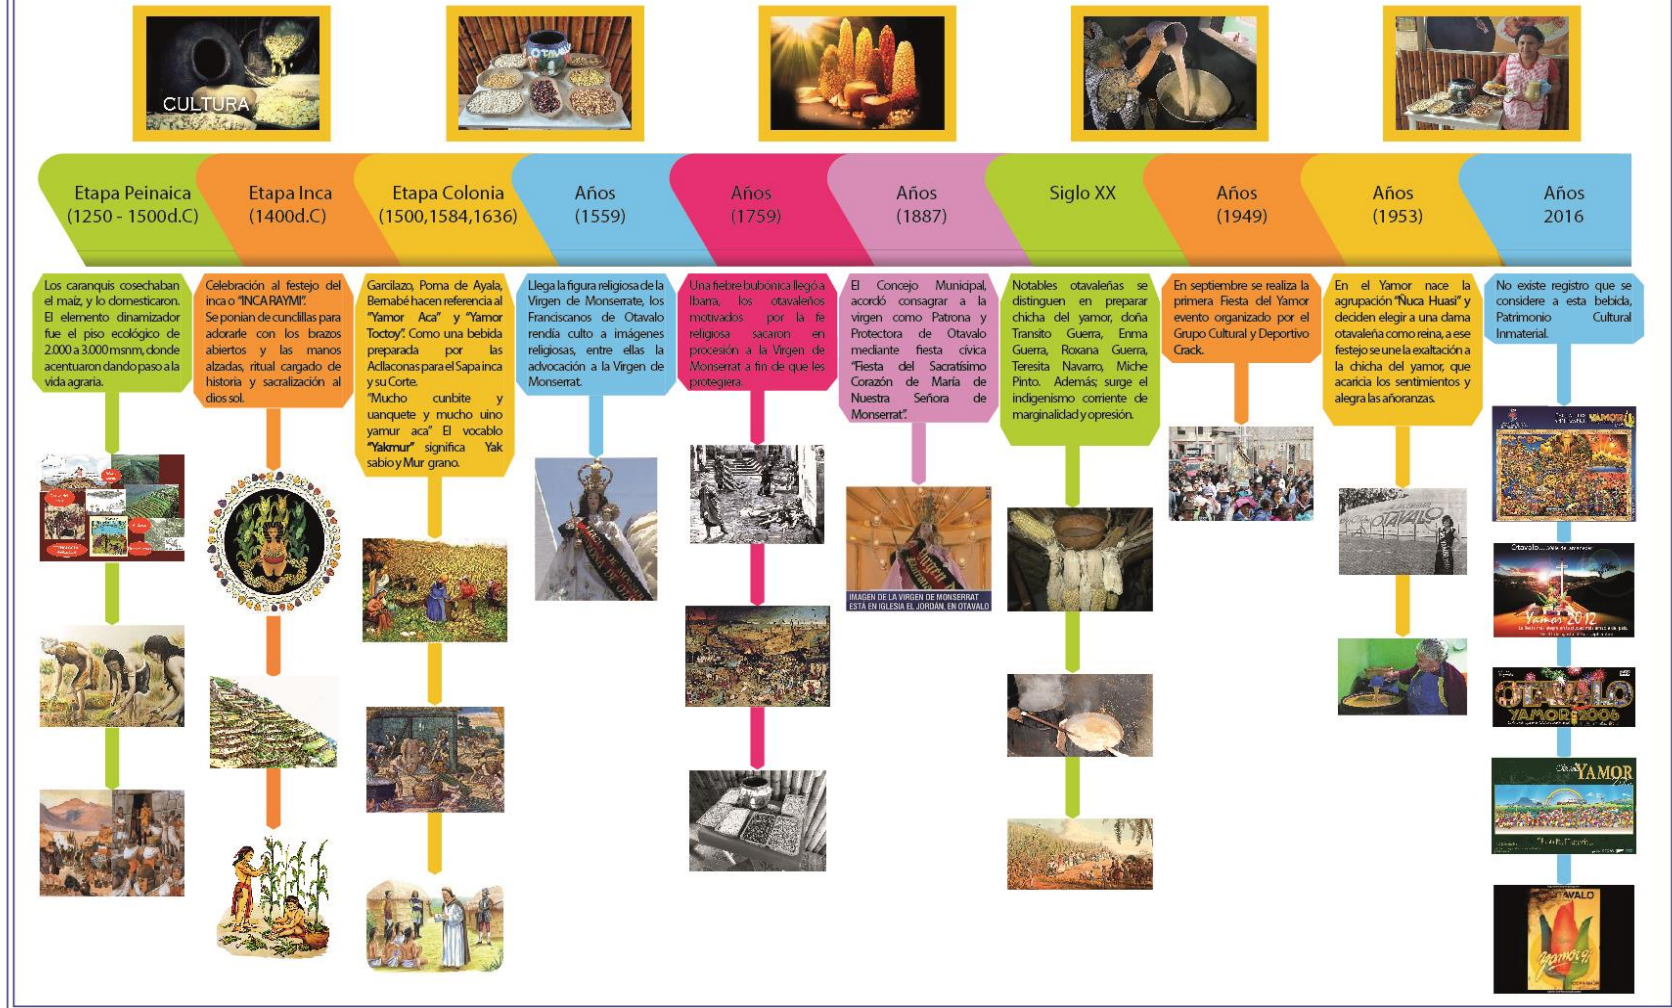 CULTURA
OTAVALO
Etapa Peinaica
(1250 - 1500d.C)
Etapa Inca
(1400d.C)
Etapa Colonia
(1500,1584,1636)
Años
(1559)
Años
(1759)
Años
(1887)
Siglo XX
Años
(1949)
Años
(1953)
Años
2016
Los caranquis cosechaban
el maíz, y lo domesticaron.
El elemento dinamizador
fue el piso ecológico de
2.000 a 3.000 msnm, donde
acentuaron dando paso a la
vida agraria.
Celebración al festejo del
inca o "INCA RAYMI".
Se ponian de cunclillas para
adorarle con los brazos
abiertos y las manos
alzadas, ritual cargado de
historia y sacralización al
dios sol.
Garcilazo, Poma de Ayala,
Bernabé hacen referencia al
"Yamor Aca" y "Yamor
Toctoy". Como una bebida
preparada por las
Acllaconas para el Sapa inca
y su Corte.
"Mucho cunbite y
uanquete y mucho uino
yamur aca" El vocablo
"Yakmur" significa Yak
sabio y Mur grano.
Llega la figura religiosa de la
Virgen de Monserrate, los
Franciscanos de Otavalo
rendía culto a imágenes
religiosas, entre ellas la
advocación a la Virgen de
Monserrat.
Una fiebre bubónica llegó a
Ibarra, los otavaleños
motivados por la fe
religiosa sacaron en
procesión a la Virgen de
Monserrat a fin de que les
protegiera.
El Concejo Municipal,
acordó consagrar a la
virgen como Patrona y
Protectora de Otavalo
mediante fiesta cívica
"Fiesta del Sacratísimo
Corazón de María de
Nuestra Señora de
Monserrat".
Notables otavaleñas se
distinguen en preparar
chicha del yamor, doña
Transito Guerra, Enma
Guerra, Roxana Guerra,
Teresita Navarro, Miche
Pinto. Además; surge el
indigenismo corriente de
marginalidad y opresión.
En septiembre se realiza la
primera Fiesta del Yamor
evento organizado por el
Grupo Cultural y Deportivo
Crack.
En el Yamor nace la
agrupación "Ñuca Huasi" y
deciden elegir a una dama
otavaleña como reina, a ese
festejo se une la exaltación a
la chicha del yamor, que
acaricia los sentimientos y
alegra las añoranzas.
No existe registro que se
considere a esta bebida,
Patrimonio Cultural
Inmaterial.
IMAGEN DE LA VIRGEN DE MONSERRAT
ESTÁ EN IGLESIA EL JORDÁN, EN OTAVALO
OTAVALO
YAMOR
Otavalo...
Yamor 2012
OTAVALO
YAMOR 2006
YAMOR
OTAVALO